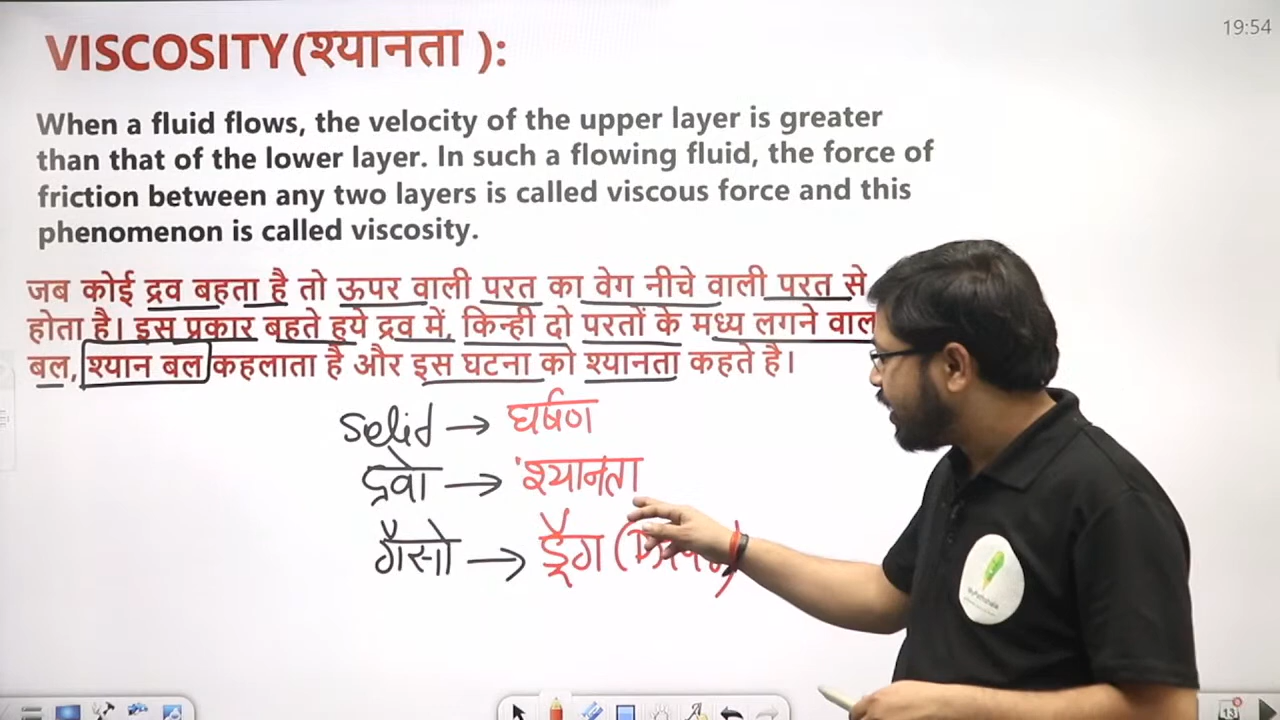 19:54
VISCOSITY(श्यानता ):
When a fluid flows, the velocity of the upper layer is greater
than that of the lower layer. In such a flowing fluid, the force of
friction between any two layers is called viscous force and this
phenomenon is called viscosity.
जब कोई द्रव बहता है तो ऊपर वाली परत का वेग नीचे वाली परत से
होता है। इस प्रकार बहते हुये द्रव में, किन्ही दो परतों के मध्य लगने वाल
बल, श्यान बल कहलाता है और इस घटना को श्यानता कहते है।
Solid → घर्षण
द्रवो → श्यानता
गैसो → ड्रैग
13